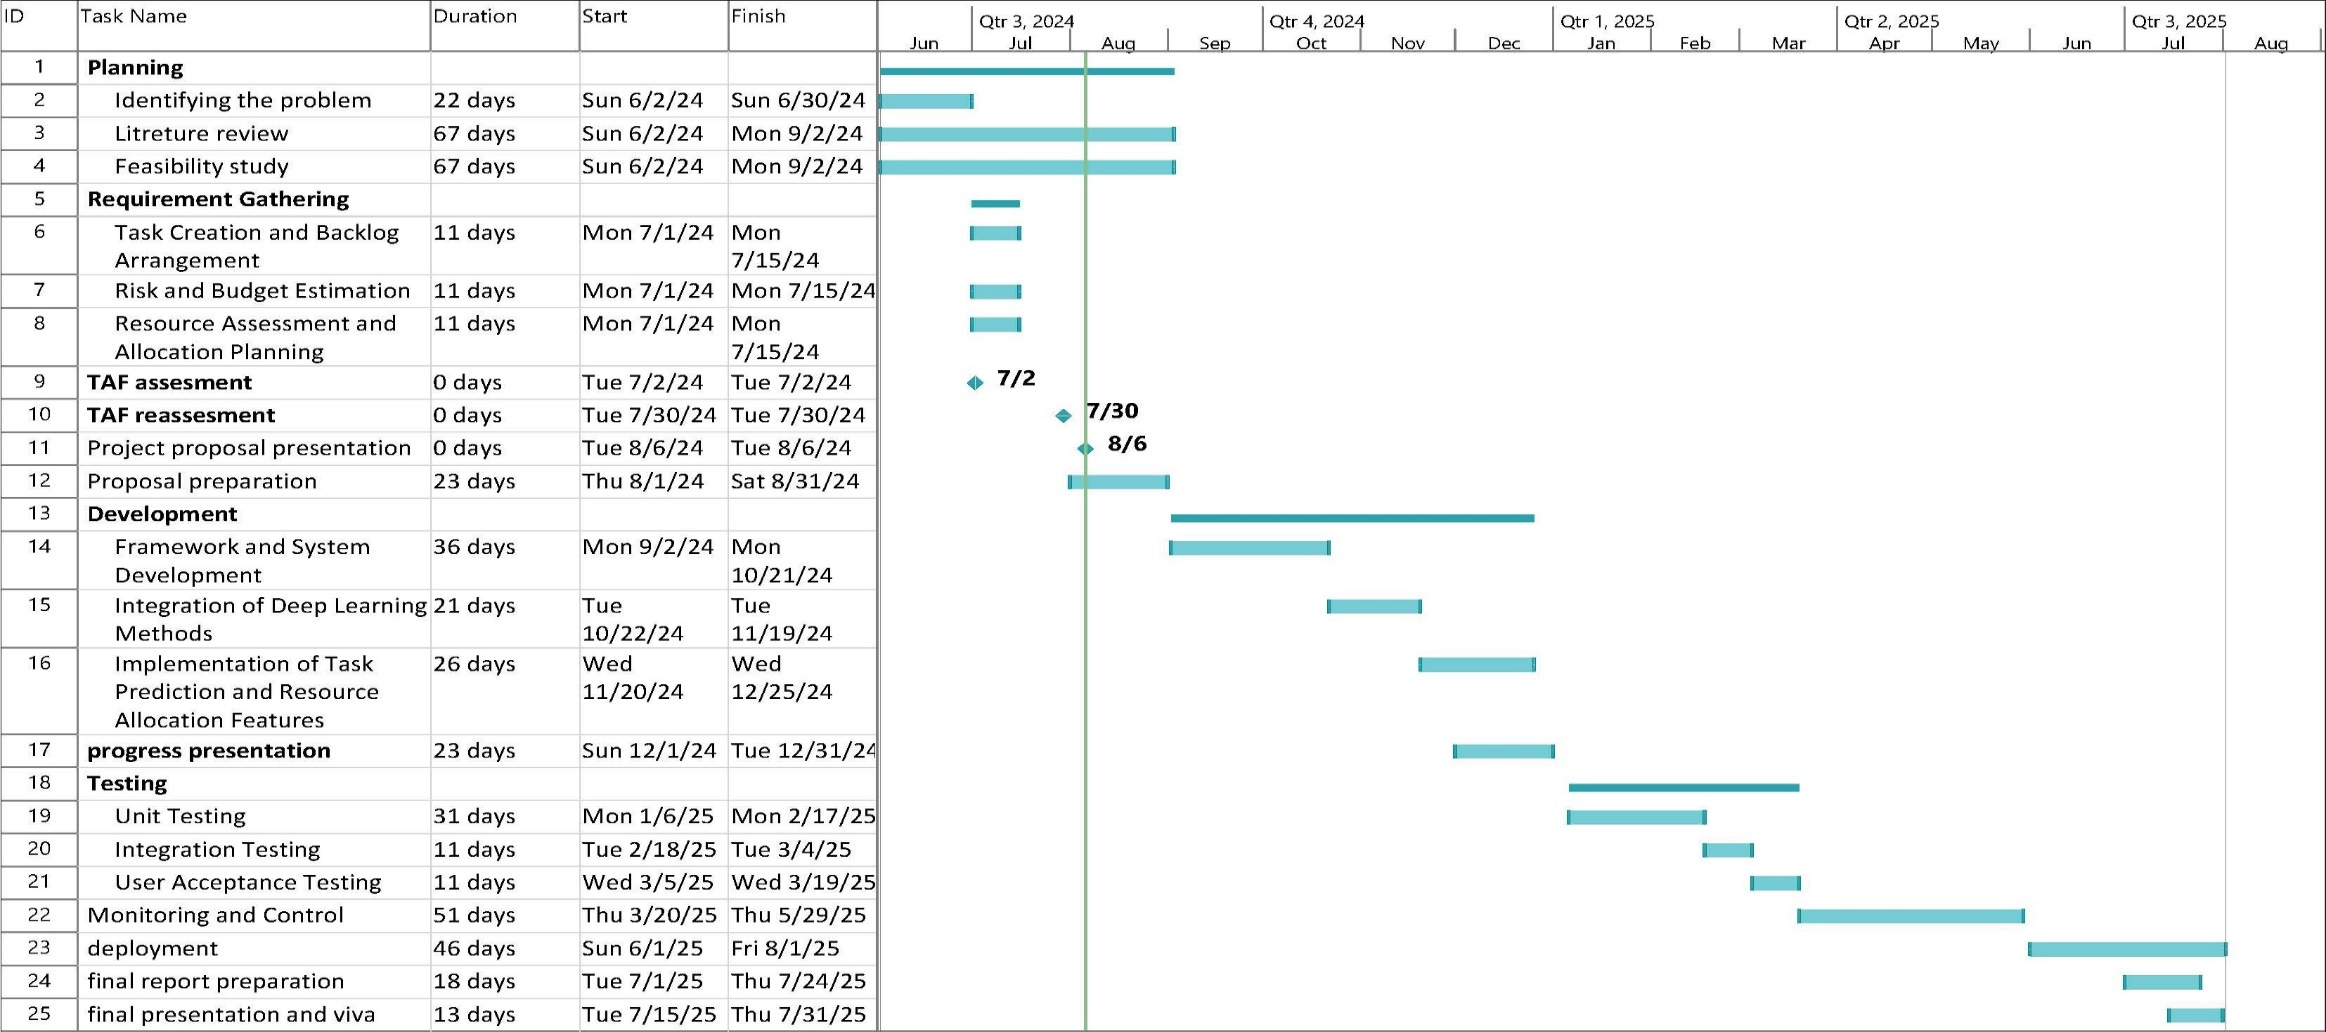 ID Task Name Duration Start Finish
Qtr 3, 2024 Qtr 4, 2024 Qtr 1, 2025 Qtr 2, 2025 Qtr 3, 2025
Jun Jul Aug Sep Oct Nov Dec Jan Feb Mar Apr May Jun Jul Aug
1 Planning
2 Identifying the problem 22 days Sun 6/2/24 Sun 6/30/24
3 Litreture review 67 days Sun 6/2/24 Mon 9/2/24
4 Feasibility study 67 days Sun 6/2/24 Mon 9/2/24
5 Requirement Gathering
6 Task Creation and Backlog 11 days Mon 7/1/24 Mon
Arrangement 7/15/24
7 Risk and Budget Estimation 11 days Mon 7/1/24 Mon 7/15/24
8 Resource Assessment and 11 days Mon 7/1/24 Mon
Allocation Planning 7/15/24
9 TAF assesment 0 days Tue 7/2/24 Tue 7/2/24 7/2
10 TAF reassesment 0 days Tue 7/30/24 Tue 7/30/24 7/30
11 Project proposal presentation 0 days Tue 8/6/24 Tue 8/6/24 8/6
12 Proposal preparation 23 days Thu 8/1/24 Sat 8/31/24
13 Development
14 Framework and System 36 days Mon 9/2/24 Mon
Development 10/21/24
15 Integration of Deep Learning 21 days Tue Tue
Methods 10/22/24 11/19/24
16 Implementation of Task 26 days Wed Wed
Prediction and Resource 11/20/24 12/25/24
Allocation Features
17 progress presentation 23 days Sun 12/1/24 Tue 12/31/24
18 Testing
19 Unit Testing 31 days Mon 1/6/25 Mon 2/17/25
20 Integration Testing 11 days Tue 2/18/25 Tue 3/4/25
21 User Acceptance Testing 11 days Wed 3/5/25 Wed 3/19/25
22 Monitoring and Control 51 days Thu 3/20/25 Thu 5/29/25
23 deployment 46 days Sun 6/1/25 Fri 8/1/25
24 final report preparation 18 days Tue 7/1/25 Thu 7/24/25
25 final presentation and viva 13 days Tue 7/15/25 Thu 7/31/25